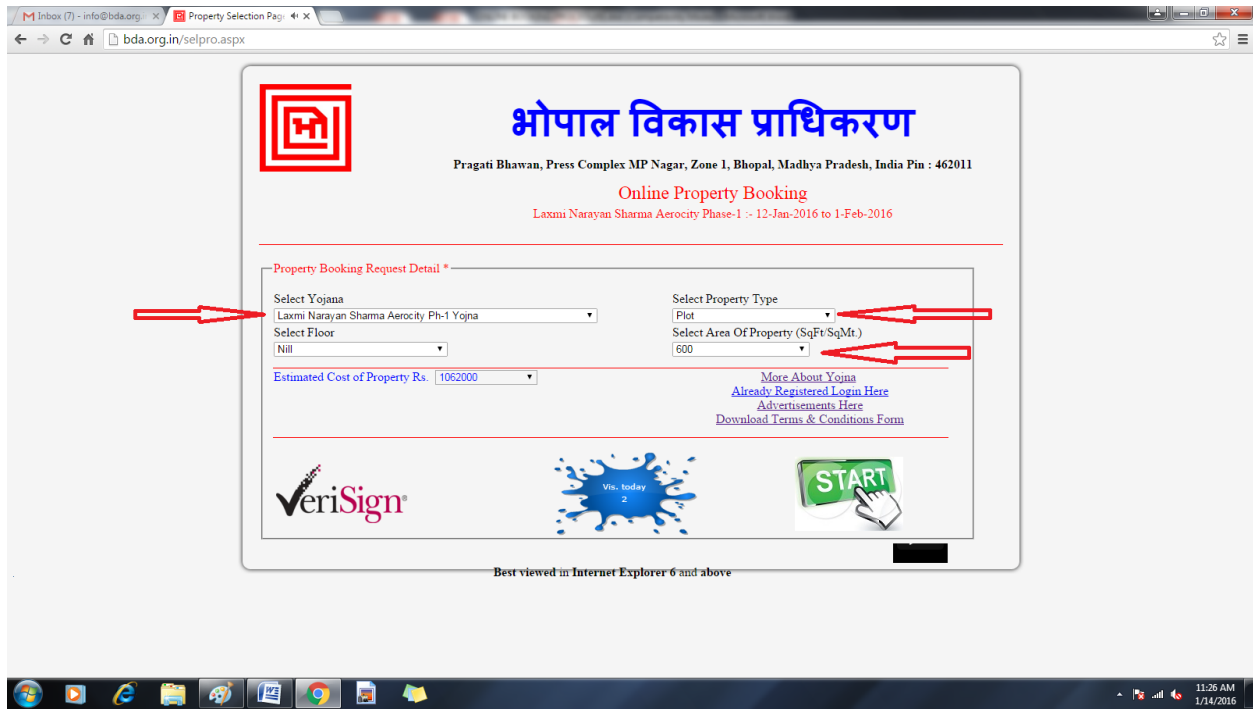 Inbox (7) - info@bda.org.i
Property Selection Page
bda.org.in/selpro.aspx
भो
भोपाल विकास प्राधिकरण
Pragati Bhawan, Press Complex MP Nagar, Zone 1, Bhopal, Madhya Pradesh, India Pin : 462011
Online Property Booking
Laxmi Narayan Sharma Aerocity Phase-1 :- 12-Jan-2016 to 1-Feb-2016
Property Booking Request Detail *
Select Yojana
Select Property Type
Laxmi Narayan Sharma Aerocity Ph-1 Yojna
Plot
Select Floor
Select Area Of Property (SqFt/SqMt.)
Nill
600
Estimated Cost of Property Rs. 1062000
More About Yojna
Already Registered Login Here
Advertisements Here
Download Terms & Conditions Form
VeriSign
Vis. today
2
START
Best viewed in Internet Explorer 6 and above
11:26 AM
1/14/2016